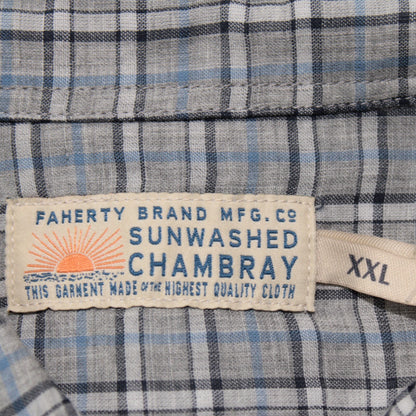 FAHERTY BRAND MFG. Co
SUNWASHED
CHAMBRAY
THIS GARMENT MADE OF THE HIGHEST QUALITY CLOTH
XXL